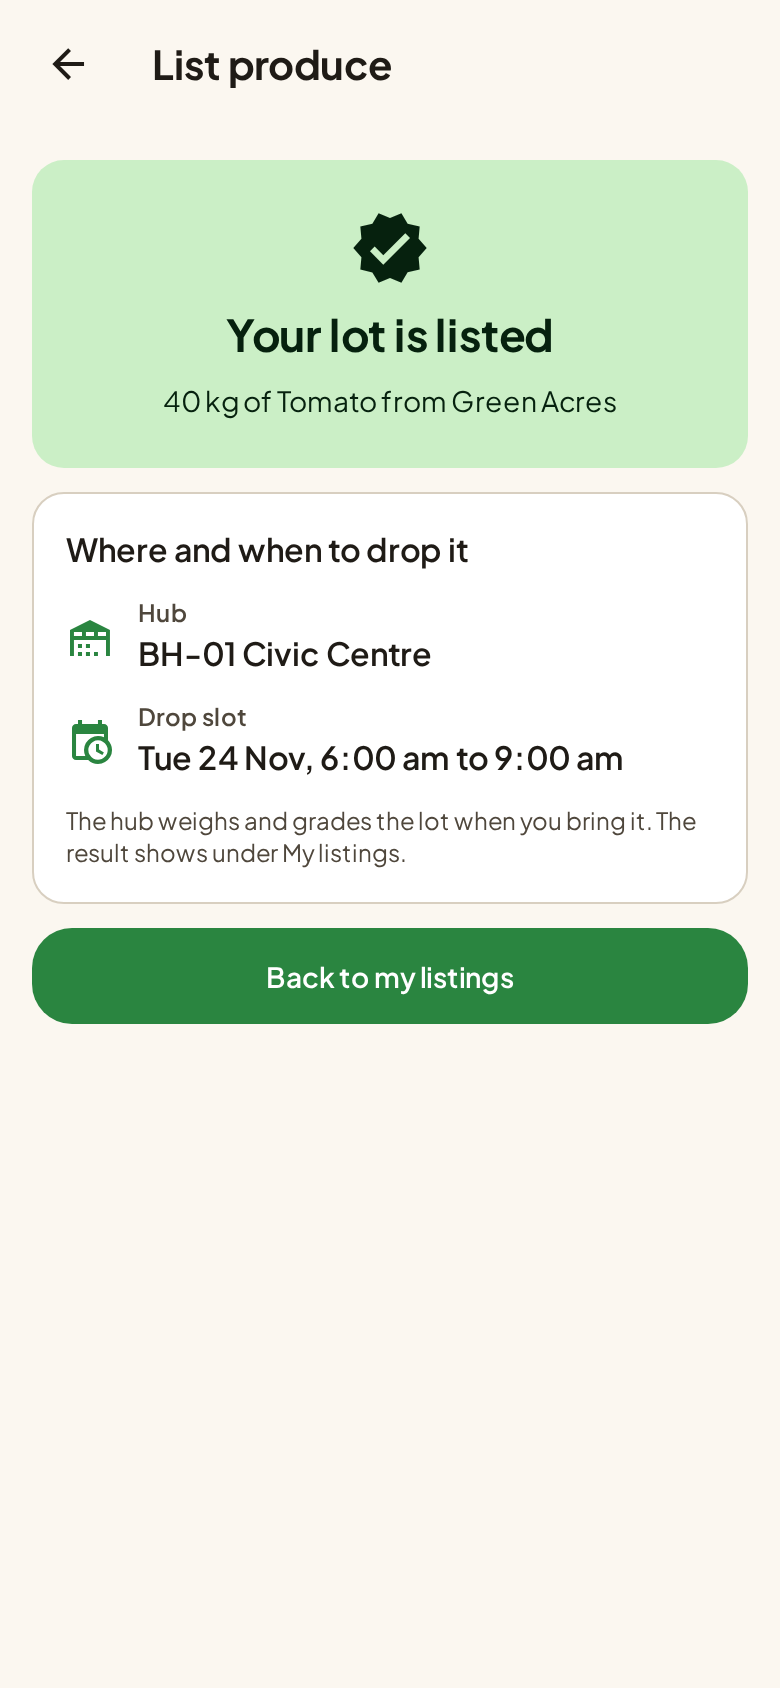 List produce
Your lot is listed
40 kg of Tomato from Green Acres
Where and when to drop it
Hub
BH-01 Civic Centre
Drop slot
Tue 24 Nov, 6:00 am to 9:00 am
The hub weighs and grades the lot when you bring it. The
result shows under My listings.
Back to my listings